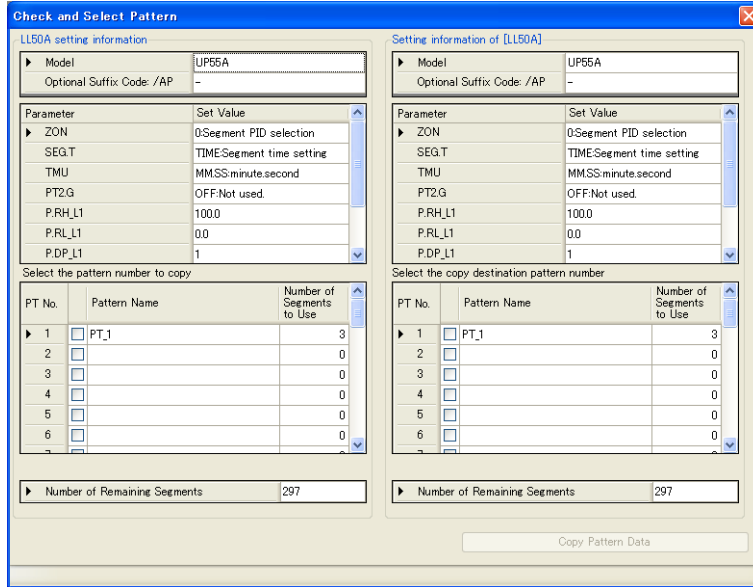 Check and Select Pattern
LL50A setting information
Model UP55A
Optional Suffix Code: /AP -
Parameter Set Value
ZON 0:Segment PID selection
SEG.T TIME:Segment time setting
TMU MM.SS:minute.second
PT2.G OFF:Not used.
P.RH_L1 100.0
P.RL_L1 0.0
P.DP_L1 1
Select the pattern number to copy
PT No. Pattern Name Number of Segments to Use
1 PT_1 3
2 0
3 0
4 0
5 0
6 0
Number of Remaining Segments 297
Setting information of [LL50A]
Model UP55A
Optional Suffix Code: /AP -
Parameter Set Value
ZON 0:Segment PID selection
SEG.T TIME:Segment time setting
TMU MM.SS:minute.second
PT2.G OFF:Not used.
P.RH_L1 100.0
P.RL_L1 0.0
P.DP_L1 1
Select the copy destination pattern number
PT No. Pattern Name Number of Segments to Use
1 PT_1 3
2 0
3 0
4 0
5 0
6 0
Number of Remaining Segments 297
Copy Pattern Data